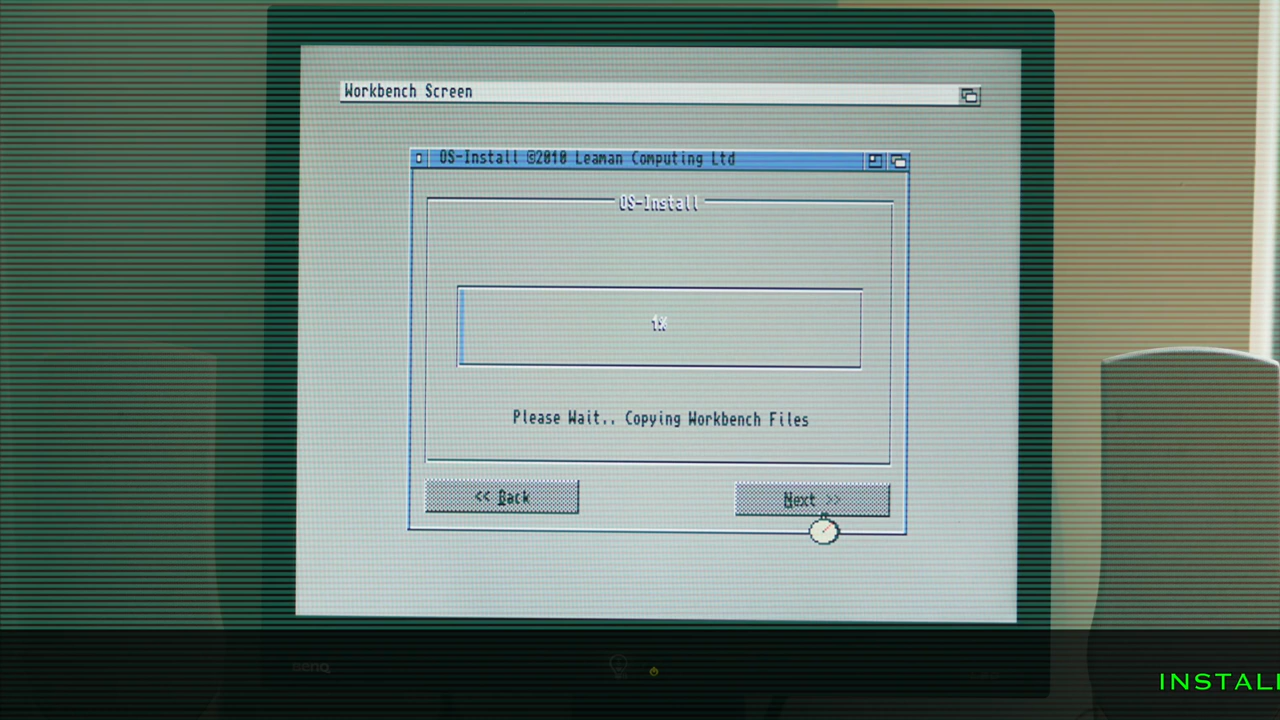 Workbench Screen
OS-Install ©2010 Leaman Computing Ltd
OS-Install
1%
Please Wait.. Copying Workbench Files
<< Back
Next >>
BenQ
INSTALL